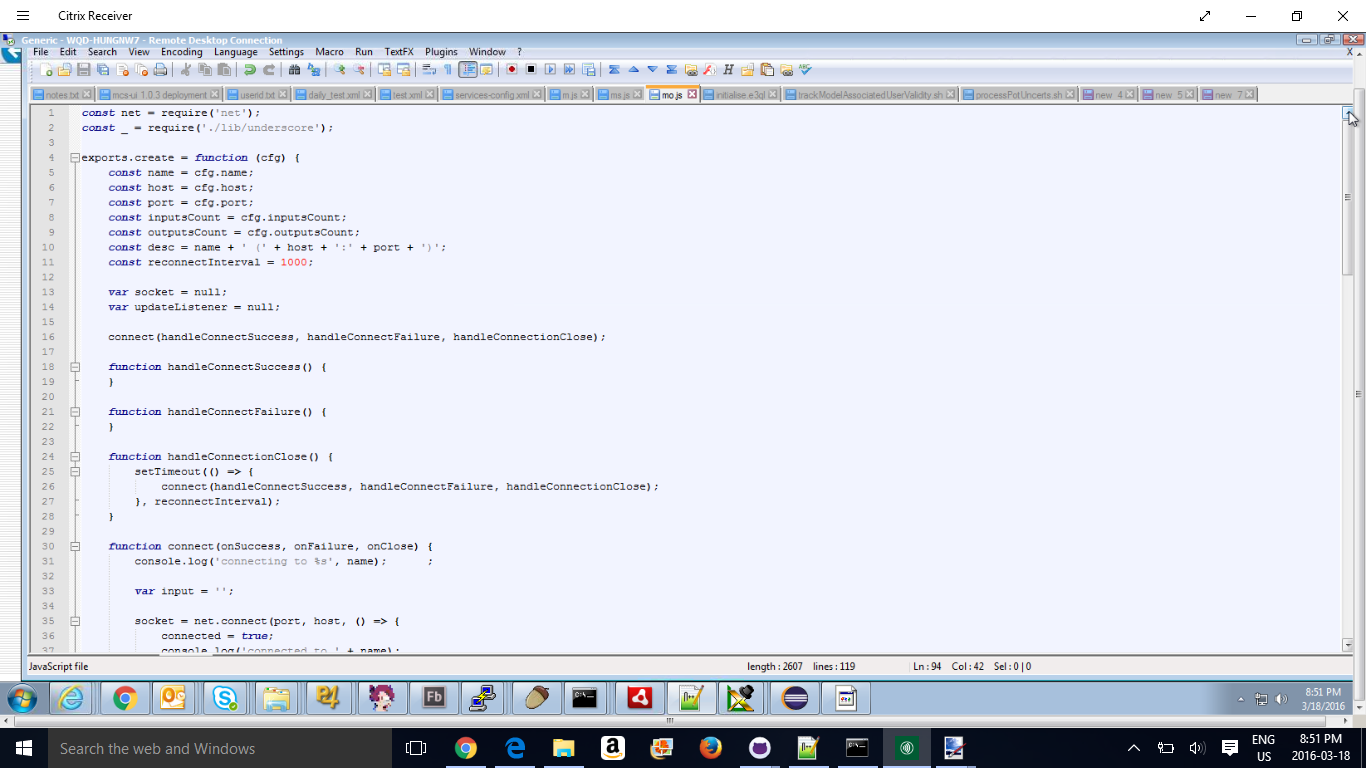 Citrix Receiver
Generic - WQD-HUNGNW7 - Remote Desktop Connection
File Edit Search View Encoding Language Settings Macro Run TextFX Plugins Window ? X
notes.txt mcs-ui 1.0.3 deployment userid.txt daily_test.xml test.xml services-config.xml m.js ms.js mo.js initialise.e3ql trackModelAssociatedUserValidity.sh processPotUncerts.sh new 4 new 5 new 7
1 const net = require('net');
2 const _ = require('./lib/underscore');
3
4 exports.create = function (cfg) {
5 const name = cfg.name;
6 const host = cfg.host;
7 const port = cfg.port;
8 const inputsCount = cfg.inputsCount;
9 const outputsCount = cfg.outputsCount;
10 const desc = name + ' (' + host + ':' + port + ')';
11 const reconnectInterval = 1000;
12
13 var socket = null;
14 var updateListener = null;
15
16 connect(handleConnectSuccess, handleConnectFailure, handleConnectionClose);
17
18 function handleConnectSuccess() {
19 }
20
21 function handleConnectFailure() {
22 }
23
24 function handleConnectionClose() {
25 setTimeout(() => {
26 connect(handleConnectSuccess, handleConnectFailure, handleConnectionClose);
27 }, reconnectInterval);
28 }
29
30 function connect(onSuccess, onFailure, onClose) {
31 console.log('connecting to %s', name); ;
32
33 var input = '';
34
35 socket = net.connect(port, host, () => {
36 connected = true;
37 console.log('connected to ' + name);
JavaScript file length : 2607 lines : 119 Ln : 94 Col : 42 Sel : 0 | 0
Fb
8:51 PM
3/18/2016
Search the web and Windows
ENG
US
8:51 PM
2016-03-18